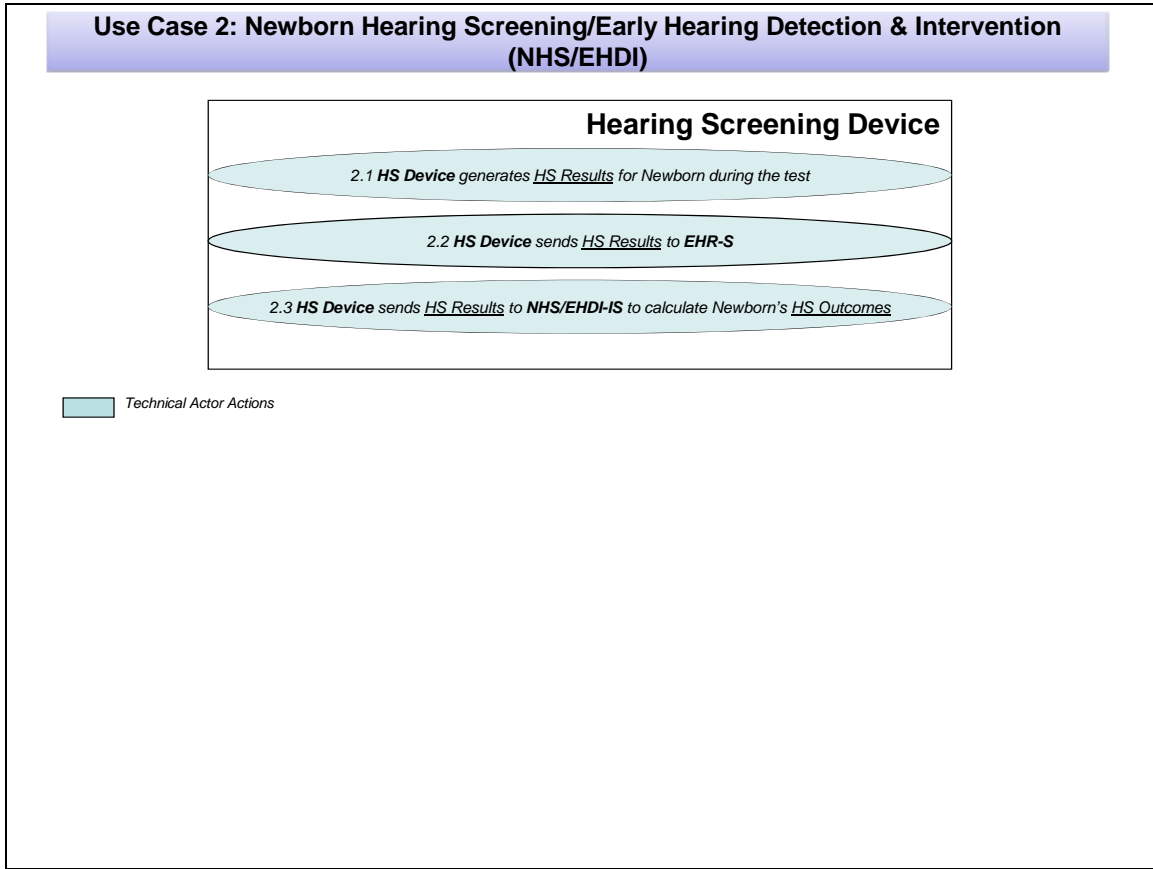 Use Case 2: Newborn Hearing Screening/Early Hearing Detection & Intervention
(NHS/EHDI)
Hearing Screening Device
2.1 HS Device generates HS Results for Newborn during the test
2.2 HS Device sends HS Results to EHR-S
2.3 HS Device sends HS Results to NHS/EHDI-IS to calculate Newborn's HS Outcomes
Technical Actor Actions